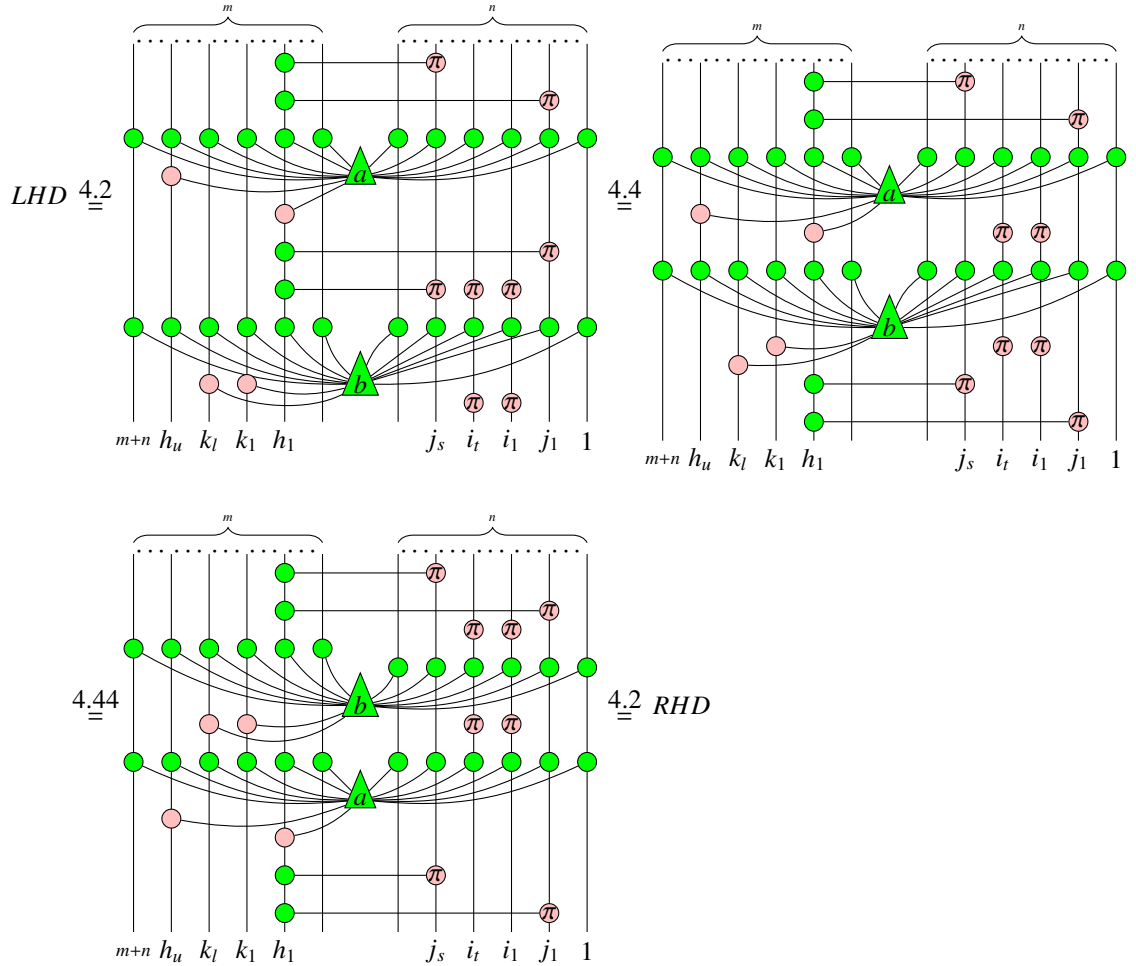 m n
π
π
a
LHD 4.2 =
π
π π π
b
π π
m+n h_u k_l k_1 h_1 j_s i_t i_1 j_1 1
m n
π
π
4.4 =
a
π π
b
π π
π
π
m+n h_u k_l k_1 h_1 j_s i_t i_1 j_1 1
m n
π
π
π π
4.44 =
b
π π
4.2 = RHD
a
π
π
m+n h_u k_l k_1 h_1 j_s i_t i_1 j_1 1